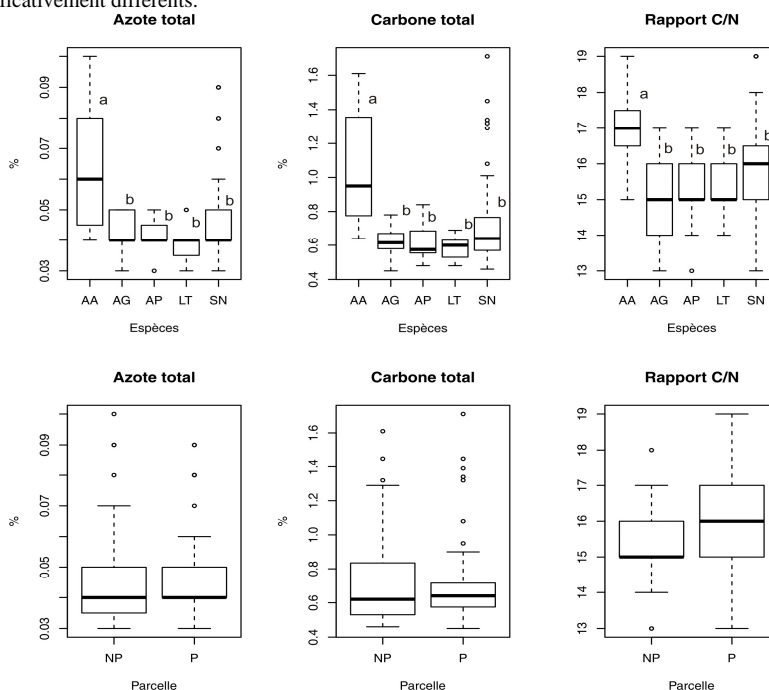 ficativement différents.
Azote total
Carbone total
Rapport C/N
%
0.03
0.05
0.07
0.09
a
b
b
b
b
AA
AG
AP
LT
SN
Espèces
%
0.4
0.6
0.8
1.0
1.2
1.4
1.6
a
b
b
b
b
AA
AG
AP
LT
SN
Espèces
13
14
15
16
17
18
19
a
b
b
b
b
AA
AG
AP
LT
SN
Espèces
Azote total
Carbone total
Rapport C/N
%
0.03
0.05
0.07
0.09
NP
P
Parcelle
%
0.4
0.6
0.8
1.0
1.2
1.4
1.6
NP
P
Parcelle
13
14
15
16
17
18
19
NP
P
Parcelle